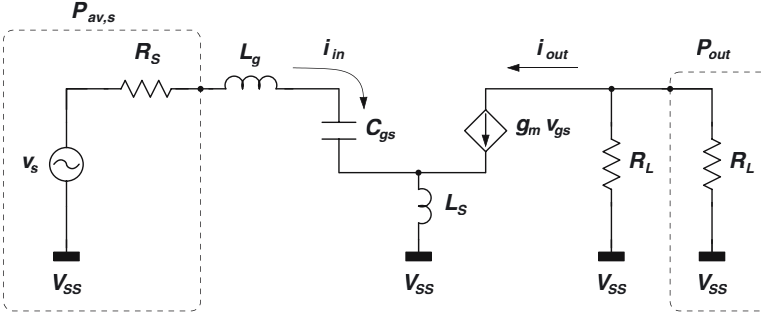 P_av,s
R_S
L_g
i_in
i_out
P_out
v_s
C_gs
g_m v_gs
R_L
R_L
L_S
V_SS
V_SS
V_SS
V_SS